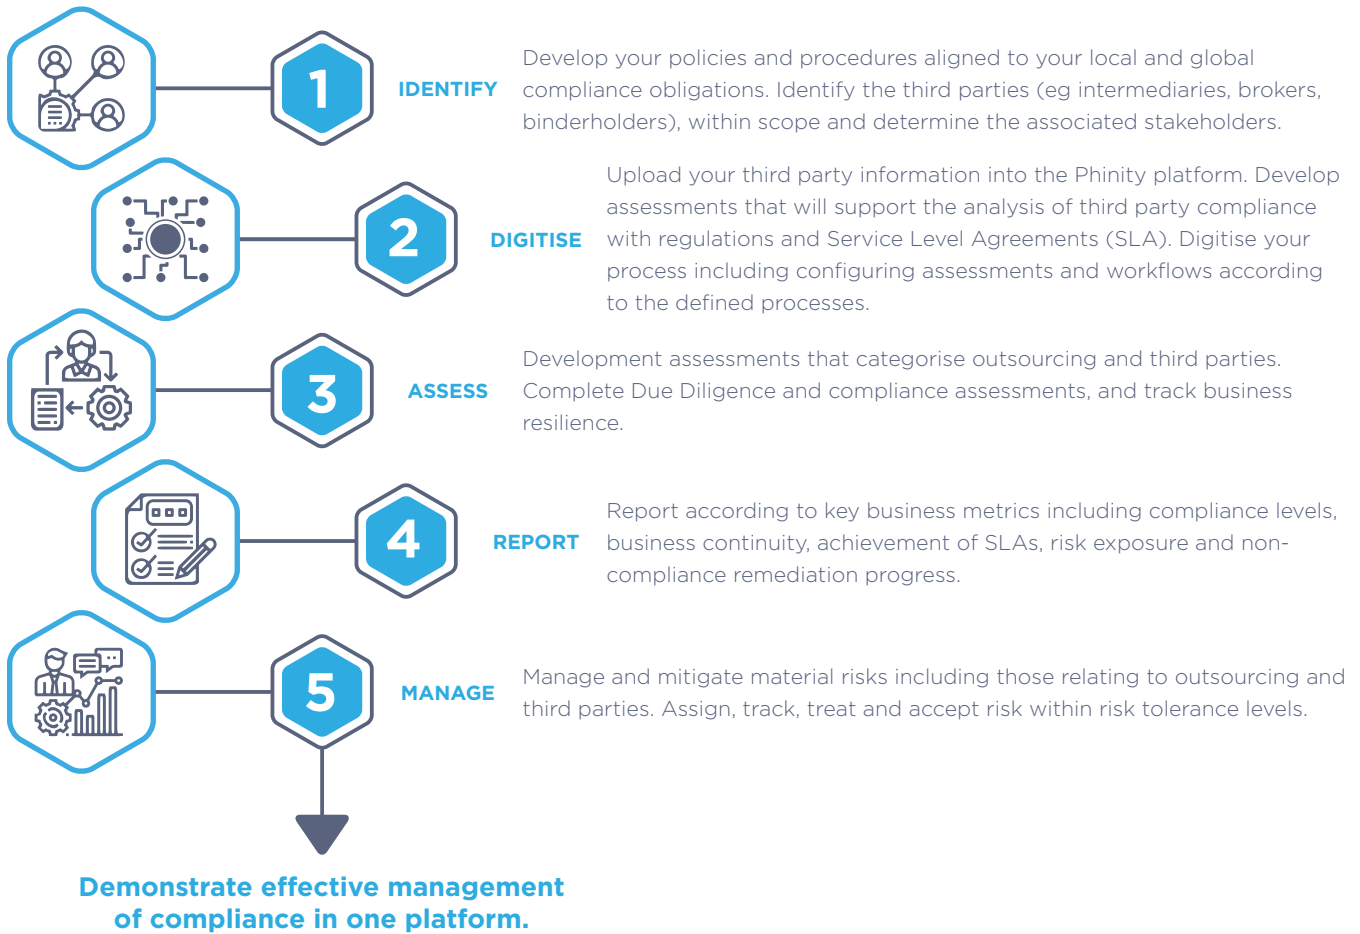 1
IDENTIFY
Develop your policies and procedures aligned to your local and global
compliance obligations. Identify the third parties (eg intermediaries, brokers,
binderholders), within scope and determine the associated stakeholders.
2
DIGITISE
Upload your third party information into the Phinity platform. Develop
assessments that will support the analysis of third party compliance
with regulations and Service Level Agreements (SLA). Digitise your
process including configuring assessments and workflows according
to the defined processes.
3
ASSESS
Development assessments that categorise outsourcing and third parties.
Complete Due Diligence and compliance assessments, and track business
resilience.
4
REPORT
Report according to key business metrics including compliance levels,
business continuity, achievement of SLAs, risk exposure and non-
compliance remediation progress.
5
MANAGE
Manage and mitigate material risks including those relating to outsourcing and
third parties. Assign, track, treat and accept risk within risk tolerance levels.
Demonstrate effective management
of compliance in one platform.